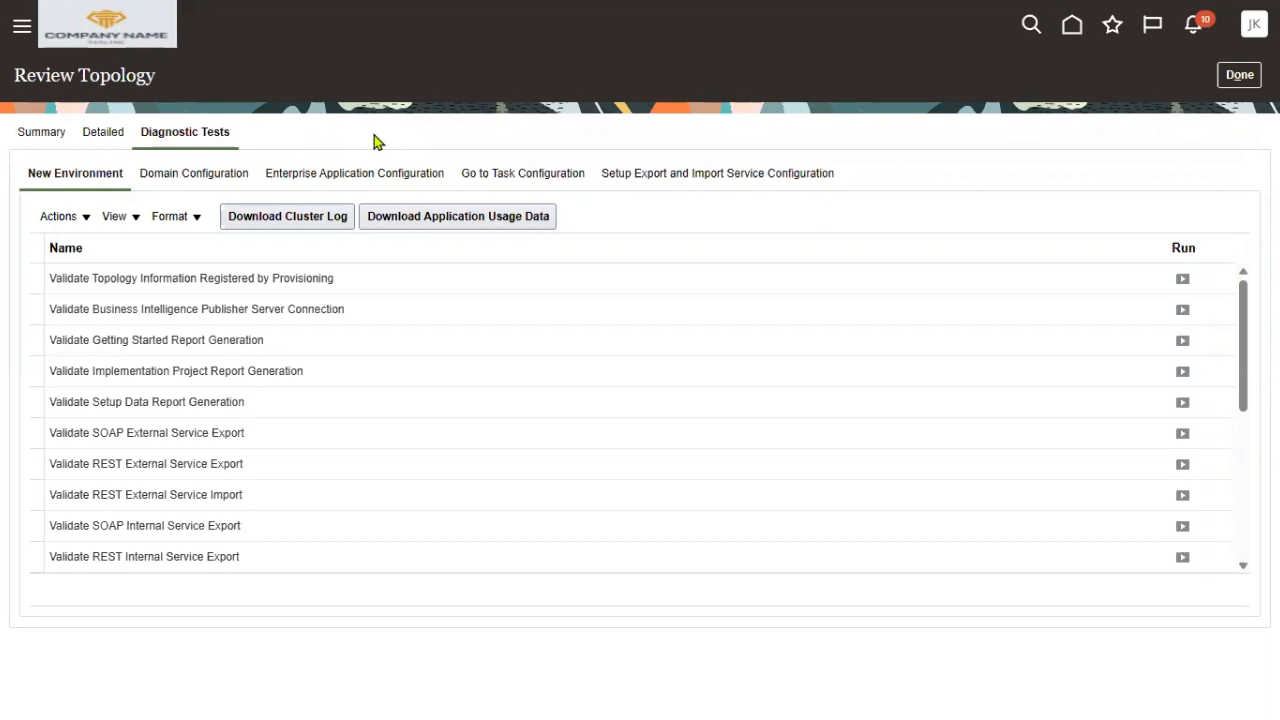 COMPANY NAME
10
JK
Review Topology
Done
Summary Detailed Diagnostic Tests
New Environment Domain Configuration Enterprise Application Configuration Go to Task Configuration Setup Export and Import Service Configuration
Actions View Format Download Cluster Log Download Application Usage Data
Name Run
Validate Topology Information Registered by Provisioning
Validate Business Intelligence Publisher Server Connection
Validate Getting Started Report Generation
Validate Implementation Project Report Generation
Validate Setup Data Report Generation
Validate SOAP External Service Export
Validate REST External Service Export
Validate REST External Service Import
Validate SOAP Internal Service Export
Validate REST Internal Service Export